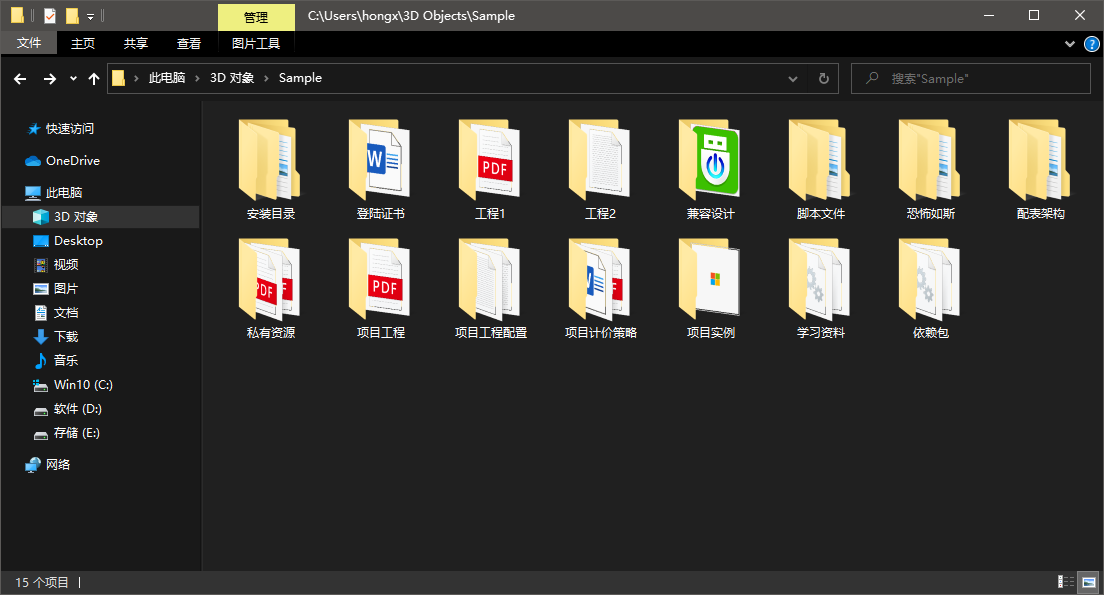 管理
C:\Users\hongx\3D Objects\Sample
文件 主页 共享 查看 图片工具
此电脑 3D 对象 Sample
搜索"Sample"
快速访问
OneDrive
此电脑
3D 对象
Desktop
视频
图片
文档
下载
音乐
Win10 (C:)
软件 (D:)
存储 (E:)
网络
W PDF
安装目录 登陆证书 工程1 工程2 兼容设计 脚本文件 恐怖如斯 配表架构
PDF PDF W
私有资源 项目工程 项目工程配置 项目计价策略 项目实例 学习资料 依赖包
15 个项目